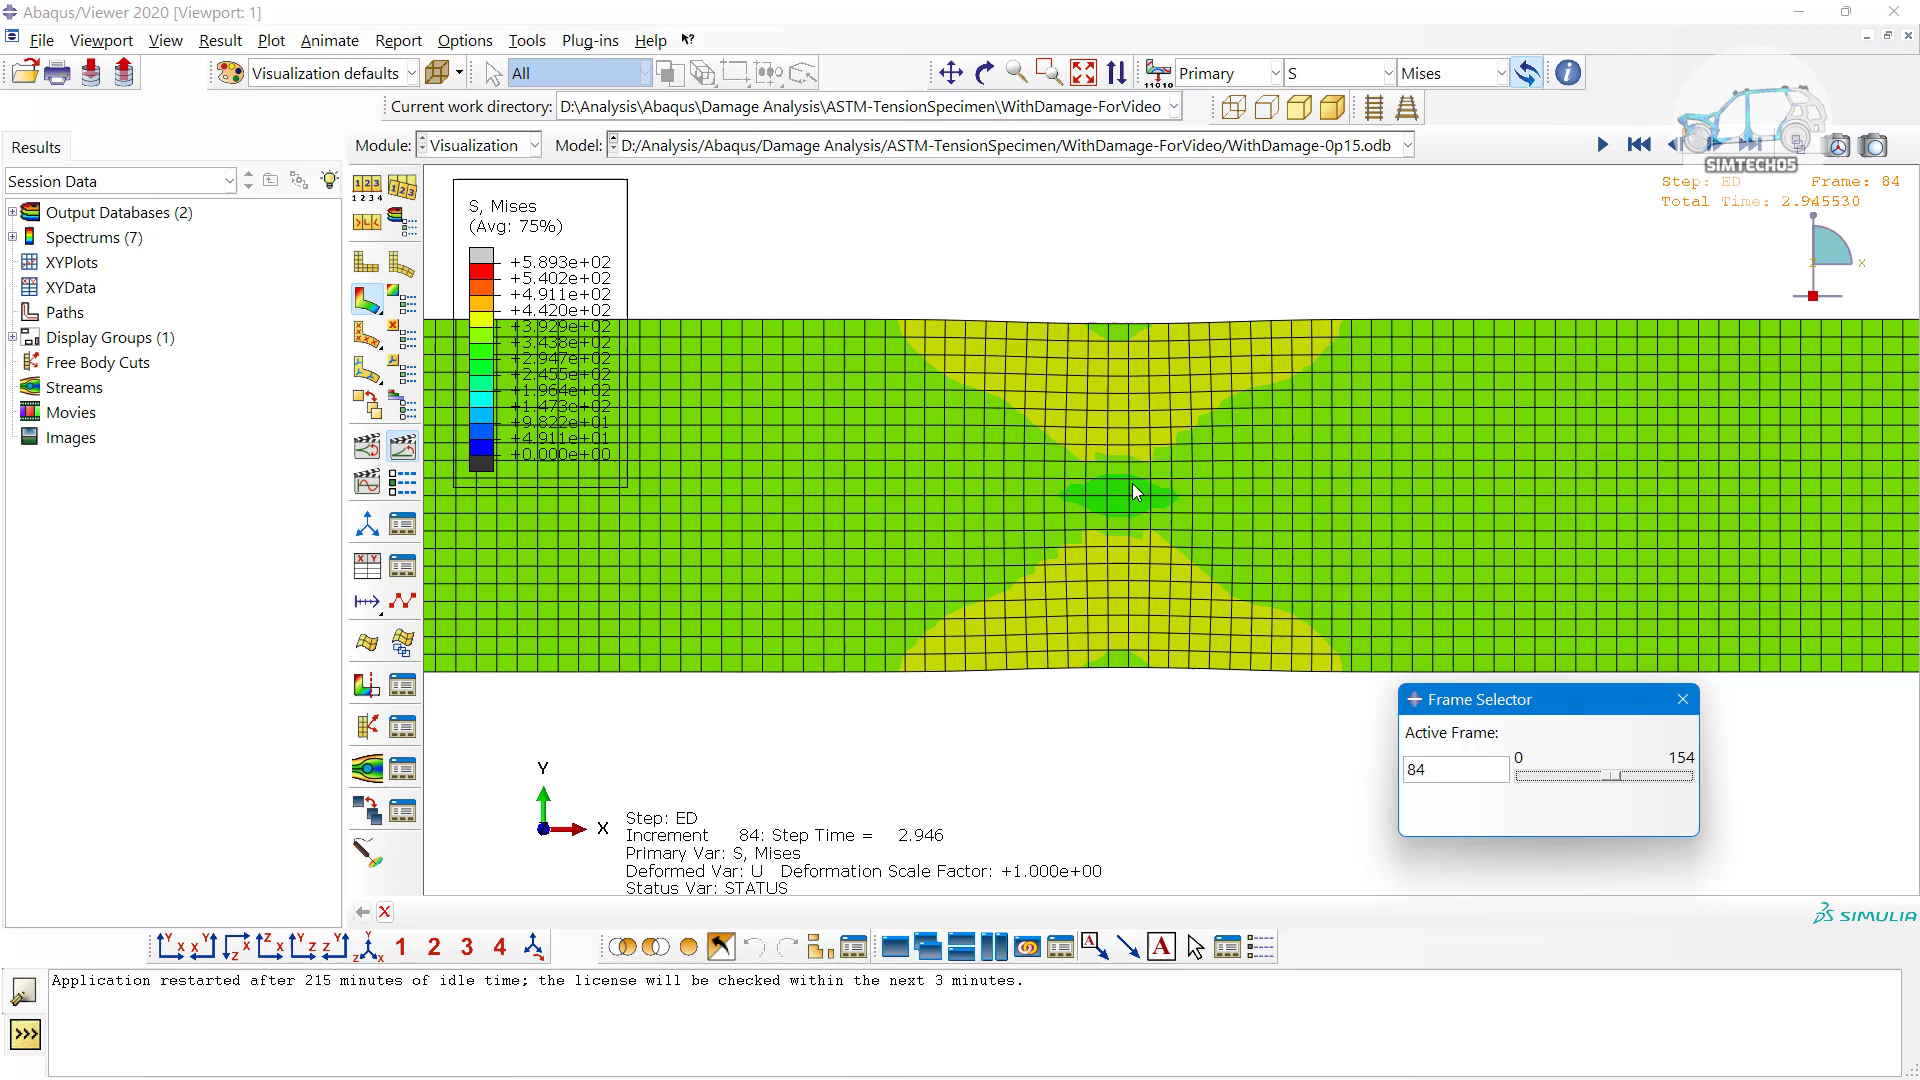 Abaqus/Viewer 2020 [Viewport: 1]
File Viewport View Result Plot Animate Report Options Tools Plug-ins Help
Visualization defaults All Primary S Mises
Current work directory: D:\Analysis\Abaqus\Damage Analysis\ASTM-TensionSpecimen\WithDamage-ForVideo
Results Module: Visualization Model: D:/Analysis/Abaqus/Damage Analysis/ASTM-TensionSpecimen/WithDamage-ForVideo/WithDamage-0p15.odb
SIMTECH05
Session Data
Step: ED Frame: 84
Total Time: 2.945530
Output Databases (2)
Spectrums (7)
XYPlots
XYData
Paths
Display Groups (1)
Free Body Cuts
Streams
Movies
Images
S, Mises
(Avg: 75%)
+5.893e+02
+5.402e+02
+4.911e+02
+4.420e+02
+3.929e+02
+3.438e+02
+2.947e+02
+2.455e+02
+1.964e+02
+1.473e+02
+9.822e+01
+4.911e+01
+0.000e+00
Z X
Frame Selector
Active Frame:
0 154
84
Y
X
Step: ED
Increment 84: Step Time = 2.946
Primary Var: S, Mises
Deformed Var: U Deformation Scale Factor: +1.000e+00
Status Var: STATUS
SIMULIA
1 2 3 4
Application restarted after 215 minutes of idle time; the license will be checked within the next 3 minutes.
>>>